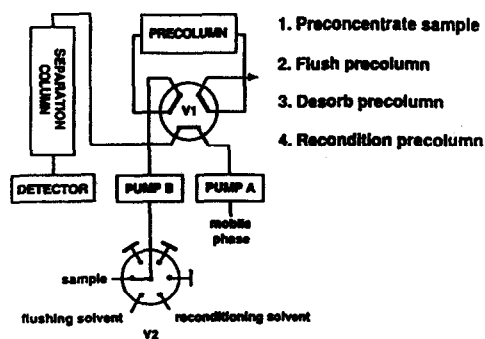 PRECOLUMN
1. Preconcentrate sample
2. Flush precolumn
3. Desorb precolumn
4. Recondition precolumn
SEPARATION
COLUMN
V1
DETECTOR
PUMP B
PUMP A
mobile
phase
sample
flushing solvent
reconditioning solvent
V2